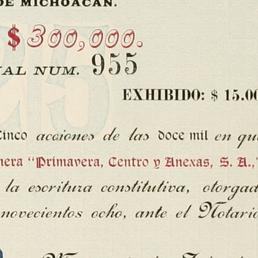 DE MICHOACAN.
$ 300,000.
AL NUM. 955
EXHIBIDO: $ 15.00
Cinco acciones de las doce mil en qu
nera "Primavera, Centro y Anexas, S. A.,"
la escritura constitutiva, otorgad
novecientos ocho, ante el Notario